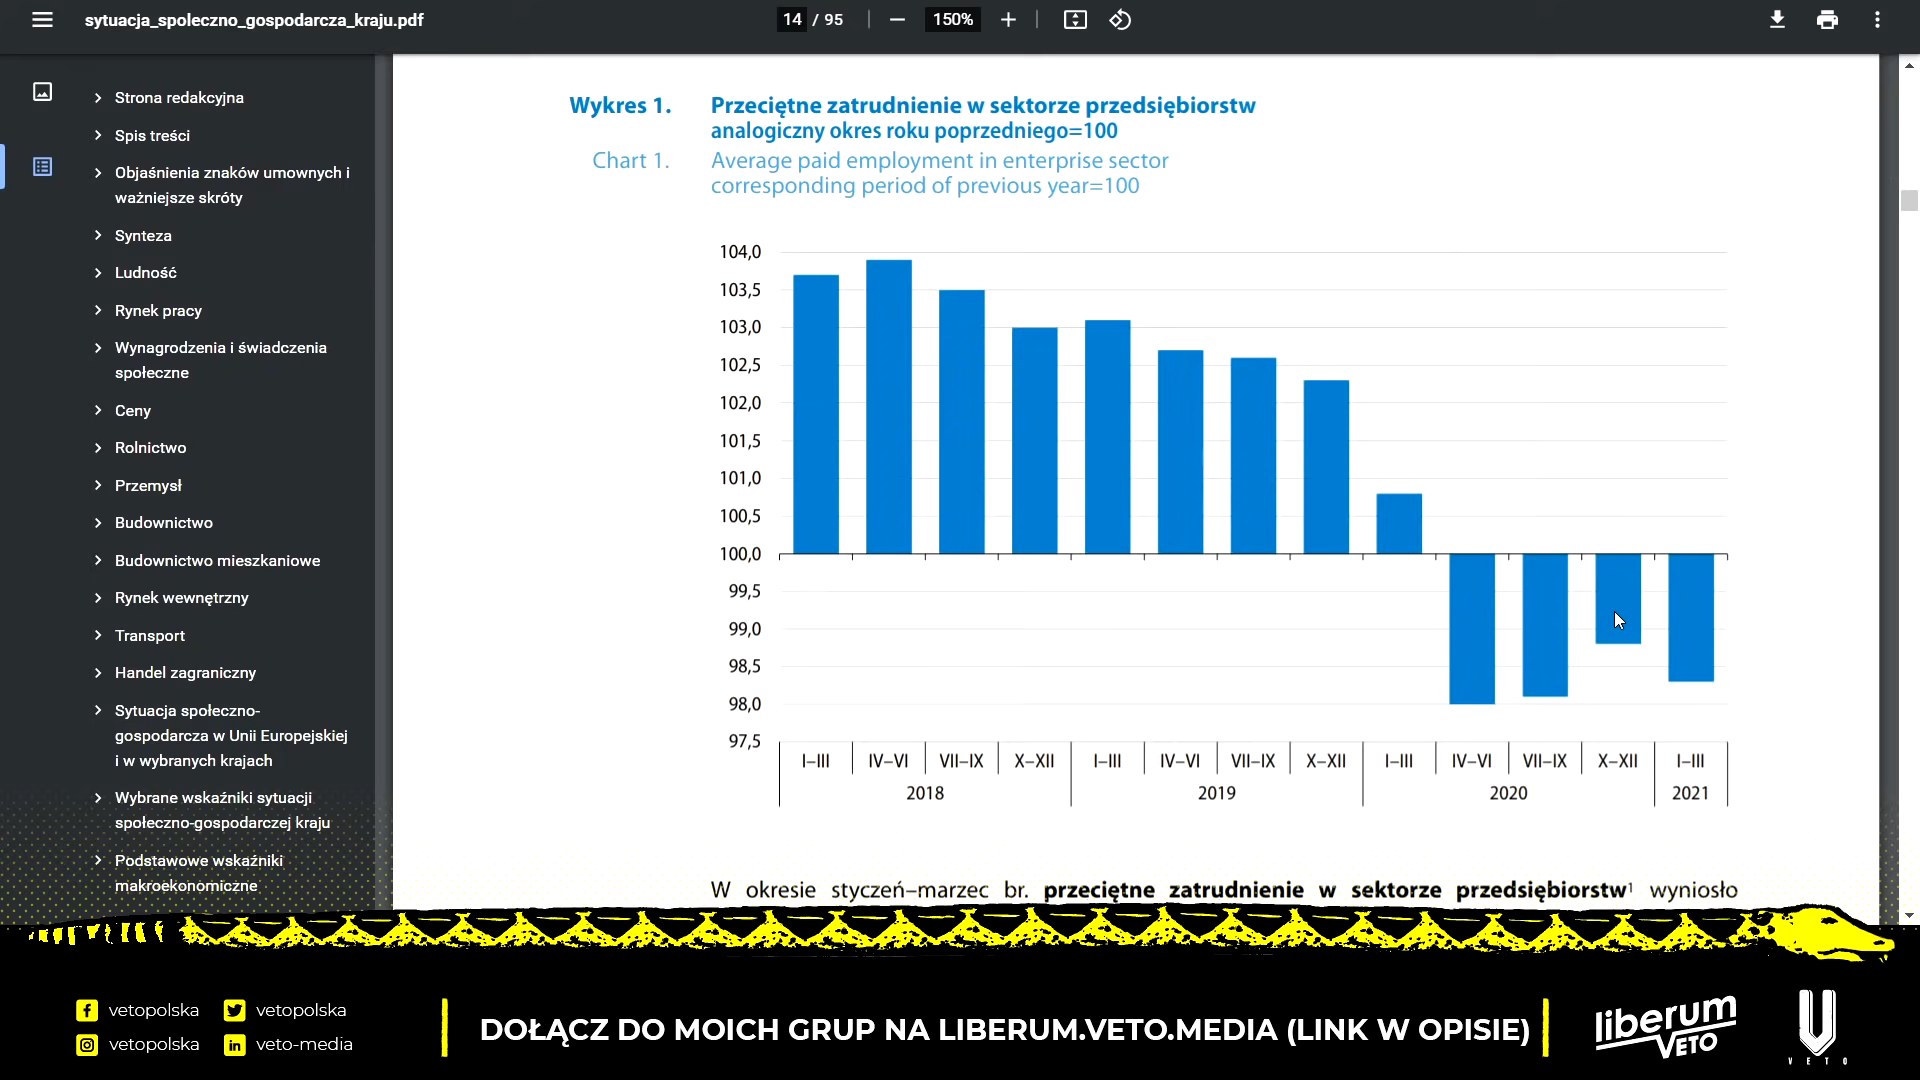 sytuacja_spoleczno_gospodarcza_kraju.pdf
14 / 95
150%
Strona redakcyjna
Spis treści
Objaśnienia znaków umownych i
ważniejsze skróty
Synteza
Ludność
Rynek pracy
Wynagrodzenia i świadczenia
społeczne
Ceny
Rolnictwo
Przemysł
Budownictwo
Budownictwo mieszkaniowe
Rynek wewnętrzny
Transport
Handel zagraniczny
Sytuacja społeczno-
gospodarcza w Unii Europejskiej
i w wybranych krajach
Wybrane wskaźniki sytuacji
społeczno-gospodarczej kraju
Podstawowe wskaźniki
makroekonomiczne
Wykres 1. Przeciętne zatrudnienie w sektorze przedsiębiorstw
analogiczny okres roku poprzedniego=100
Chart 1. Average paid employment in enterprise sector
corresponding period of previous year=100
104,0
103,5
103,0
102,5
102,0
101,5
101,0
100,5
100,0
99,5
99,0
98,5
98,0
97,5
I–III IV–VI VII–IX X–XII I–III IV–VI VII–IX X–XII I–III IV–VI VII–IX X–XII I–III
2018 2019 2020 2021
W okresie styczeń–marzec br. przeciętne zatrudnienie w sektorze przedsiębiorstw¹ wyniosło
vetopolska vetopolska
vetopolska veto-media
DOŁĄCZ DO MOICH GRUP NA LIBERUM.VETO.MEDIA (LINK W OPISIE)
liberum
VETO
VETO